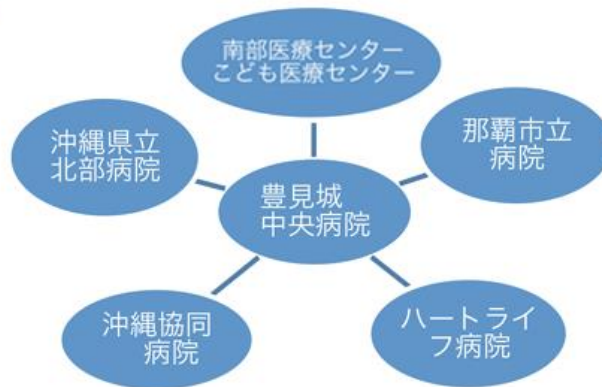 南部医療センター
こども医療センター
沖縄県立
北部病院
那覇市立
病院
豊見城
中央病院
沖縄協同
病院
ハートライ
フ病院